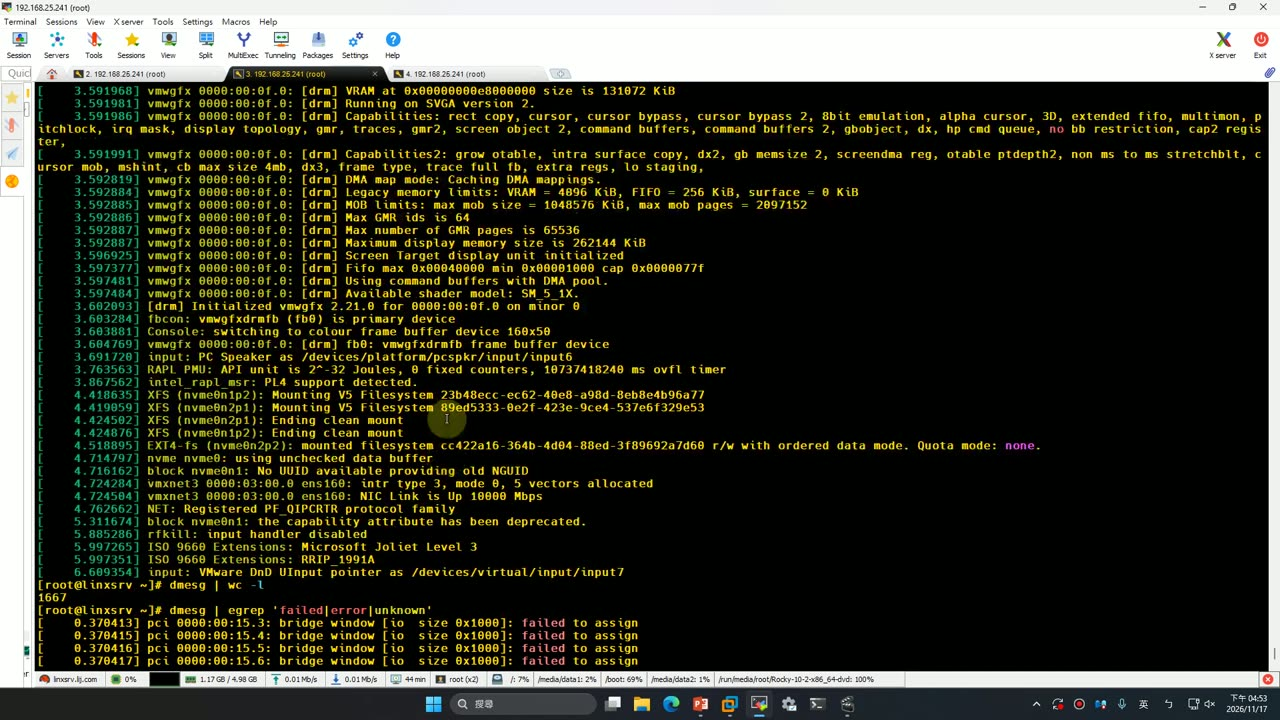 192.168.25.241 (root)
Terminal Sessions View X server Tools Settings Macros Help
Session Servers Tools Sessions View Split MultiExec Tunneling Packages Settings Help X server Exit
Quic 2. 192.168.25.241 (root) 3. 192.168.25.241 (root) 4. 192.168.25.241 (root)
[ 3.591968] vmwgfx 0000:00:0f.0: [drm] VRAM at 0x00000000e8000000 size is 131072 KiB
[ 3.591981] vmwgfx 0000:00:0f.0: [drm] Running on SVGA version 2.
[ 3.591986] vmwgfx 0000:00:0f.0: [drm] Capabilities: rect copy, cursor, cursor bypass, cursor bypass 2, 8bit emulation, alpha cursor, 3D, extended fifo, multimon, p
itchlock, irq mask, display topology, gmr, traces, gmr2, screen object 2, command buffers, command buffers 2, gbobject, dx, hp cmd queue, no bb restriction, cap2 regis
ter,
[ 3.591991] vmwgfx 0000:00:0f.0: [drm] Capabilities2: grow otable, intra surface copy, dx2, gb memsize 2, screendma reg, otable ptdepth2, non ms to ms stretchblt, c
ursor mob, mshint, cb max size 4mb, dx3, frame type, trace full fb, extra regs, lo staging,
[ 3.592819] vmwgfx 0000:00:0f.0: [drm] DMA map mode: Caching DMA mappings.
[ 3.592884] vmwgfx 0000:00:0f.0: [drm] Legacy memory limits: VRAM = 4096 KiB, FIFO = 256 KiB, surface = 0 KiB
[ 3.592885] vmwgfx 0000:00:0f.0: [drm] MOB limits: max mob size = 1048576 KiB, max mob pages = 2097152
[ 3.592886] vmwgfx 0000:00:0f.0: [drm] Max GMR ids is 64
[ 3.592887] vmwgfx 0000:00:0f.0: [drm] Max number of GMR pages is 65536
[ 3.592887] vmwgfx 0000:00:0f.0: [drm] Maximum display memory size is 262144 KiB
[ 3.596925] vmwgfx 0000:00:0f.0: [drm] Screen Target display unit initialized
[ 3.597377] vmwgfx 0000:00:0f.0: [drm] Fifo max 0x00040000 min 0x00001000 cap 0x0000077f
[ 3.597481] vmwgfx 0000:00:0f.0: [drm] Using command buffers with DMA pool.
[ 3.597484] vmwgfx 0000:00:0f.0: [drm] Available shader model: SM_5_1X.
[ 3.602093] [drm] Initialized vmwgfx 2.21.0 for 0000:00:0f.0 on minor 0
[ 3.603284] fbcon: vmwgfxdrmfb (fb0) is primary device
[ 3.603881] Console: switching to colour frame buffer device 160x50
[ 3.604769] vmwgfx 0000:00:0f.0: [drm] fb0: vmwgfxdrmfb frame buffer device
[ 3.691720] input: PC Speaker as /devices/platform/pcspkr/input/input6
[ 3.763563] RAPL PMU: API unit is 2^-32 Joules, 0 fixed counters, 10737418240 ms ovfl timer
[ 3.867562] intel_rapl_msr: PL4 support detected.
[ 4.418635] XFS (nvme0n1p2): Mounting V5 Filesystem 23b48ecc-ec62-40e8-a98d-8eb8e4b96a77
[ 4.419059] XFS (nvme0n2p1): Mounting V5 Filesystem 89ed5333-0e2f-423e-9ce4-537e6f329e53
[ 4.424502] XFS (nvme0n2p1): Ending clean mount
[ 4.424876] XFS (nvme0n1p2): Ending clean mount
[ 4.518895] EXT4-fs (nvme0n2p2): mounted filesystem cc422a16-364b-4d04-88ed-3f89692a7d60 r/w with ordered data mode. Quota mode: none.
[ 4.714797] nvme nvme0: using unchecked data buffer
[ 4.716162] block nvme0n1: No UUID available providing old NGUID
[ 4.724284] vmxnet3 0000:03:00.0 ens160: intr type 3, mode 0, 5 vectors allocated
[ 4.724504] vmxnet3 0000:03:00.0 ens160: NIC Link is Up 10000 Mbps
[ 4.762662] NET: Registered PF_QIPCRTR protocol family
[ 5.311674] block nvme0n1: the capability attribute has been deprecated.
[ 5.885286] rfkill: input handler disabled
[ 5.997265] ISO 9660 Extensions: Microsoft Joliet Level 3
[ 5.997351] ISO 9660 Extensions: RRIP_1991A
[ 6.609354] input: VMware DnD UInput pointer as /devices/virtual/input/input7
[root@linxsrv ~]# dmesg | wc -l
1667
[root@linxsrv ~]# dmesg | egrep 'failed|error|unknown'
[ 0.370413] pci 0000:00:15.3: bridge window [io size 0x1000]: failed to assign
[ 0.370415] pci 0000:00:15.4: bridge window [io size 0x1000]: failed to assign
[ 0.370416] pci 0000:00:15.5: bridge window [io size 0x1000]: failed to assign
[ 0.370417] pci 0000:00:15.6: bridge window [io size 0x1000]: failed to assign
linxsrv.lij.com 0% 1.17 GB / 4.98 GB 0.01 Mb/s 0.01 Mb/s 44 min root (x2) /: 7% /media/data1: 2% /boot: 69% /media/data2: 1% /run/media/root/Rocky-10-2-x86_64-dvd: 100%
搜尋 英 下午 04:53
2026/11/17